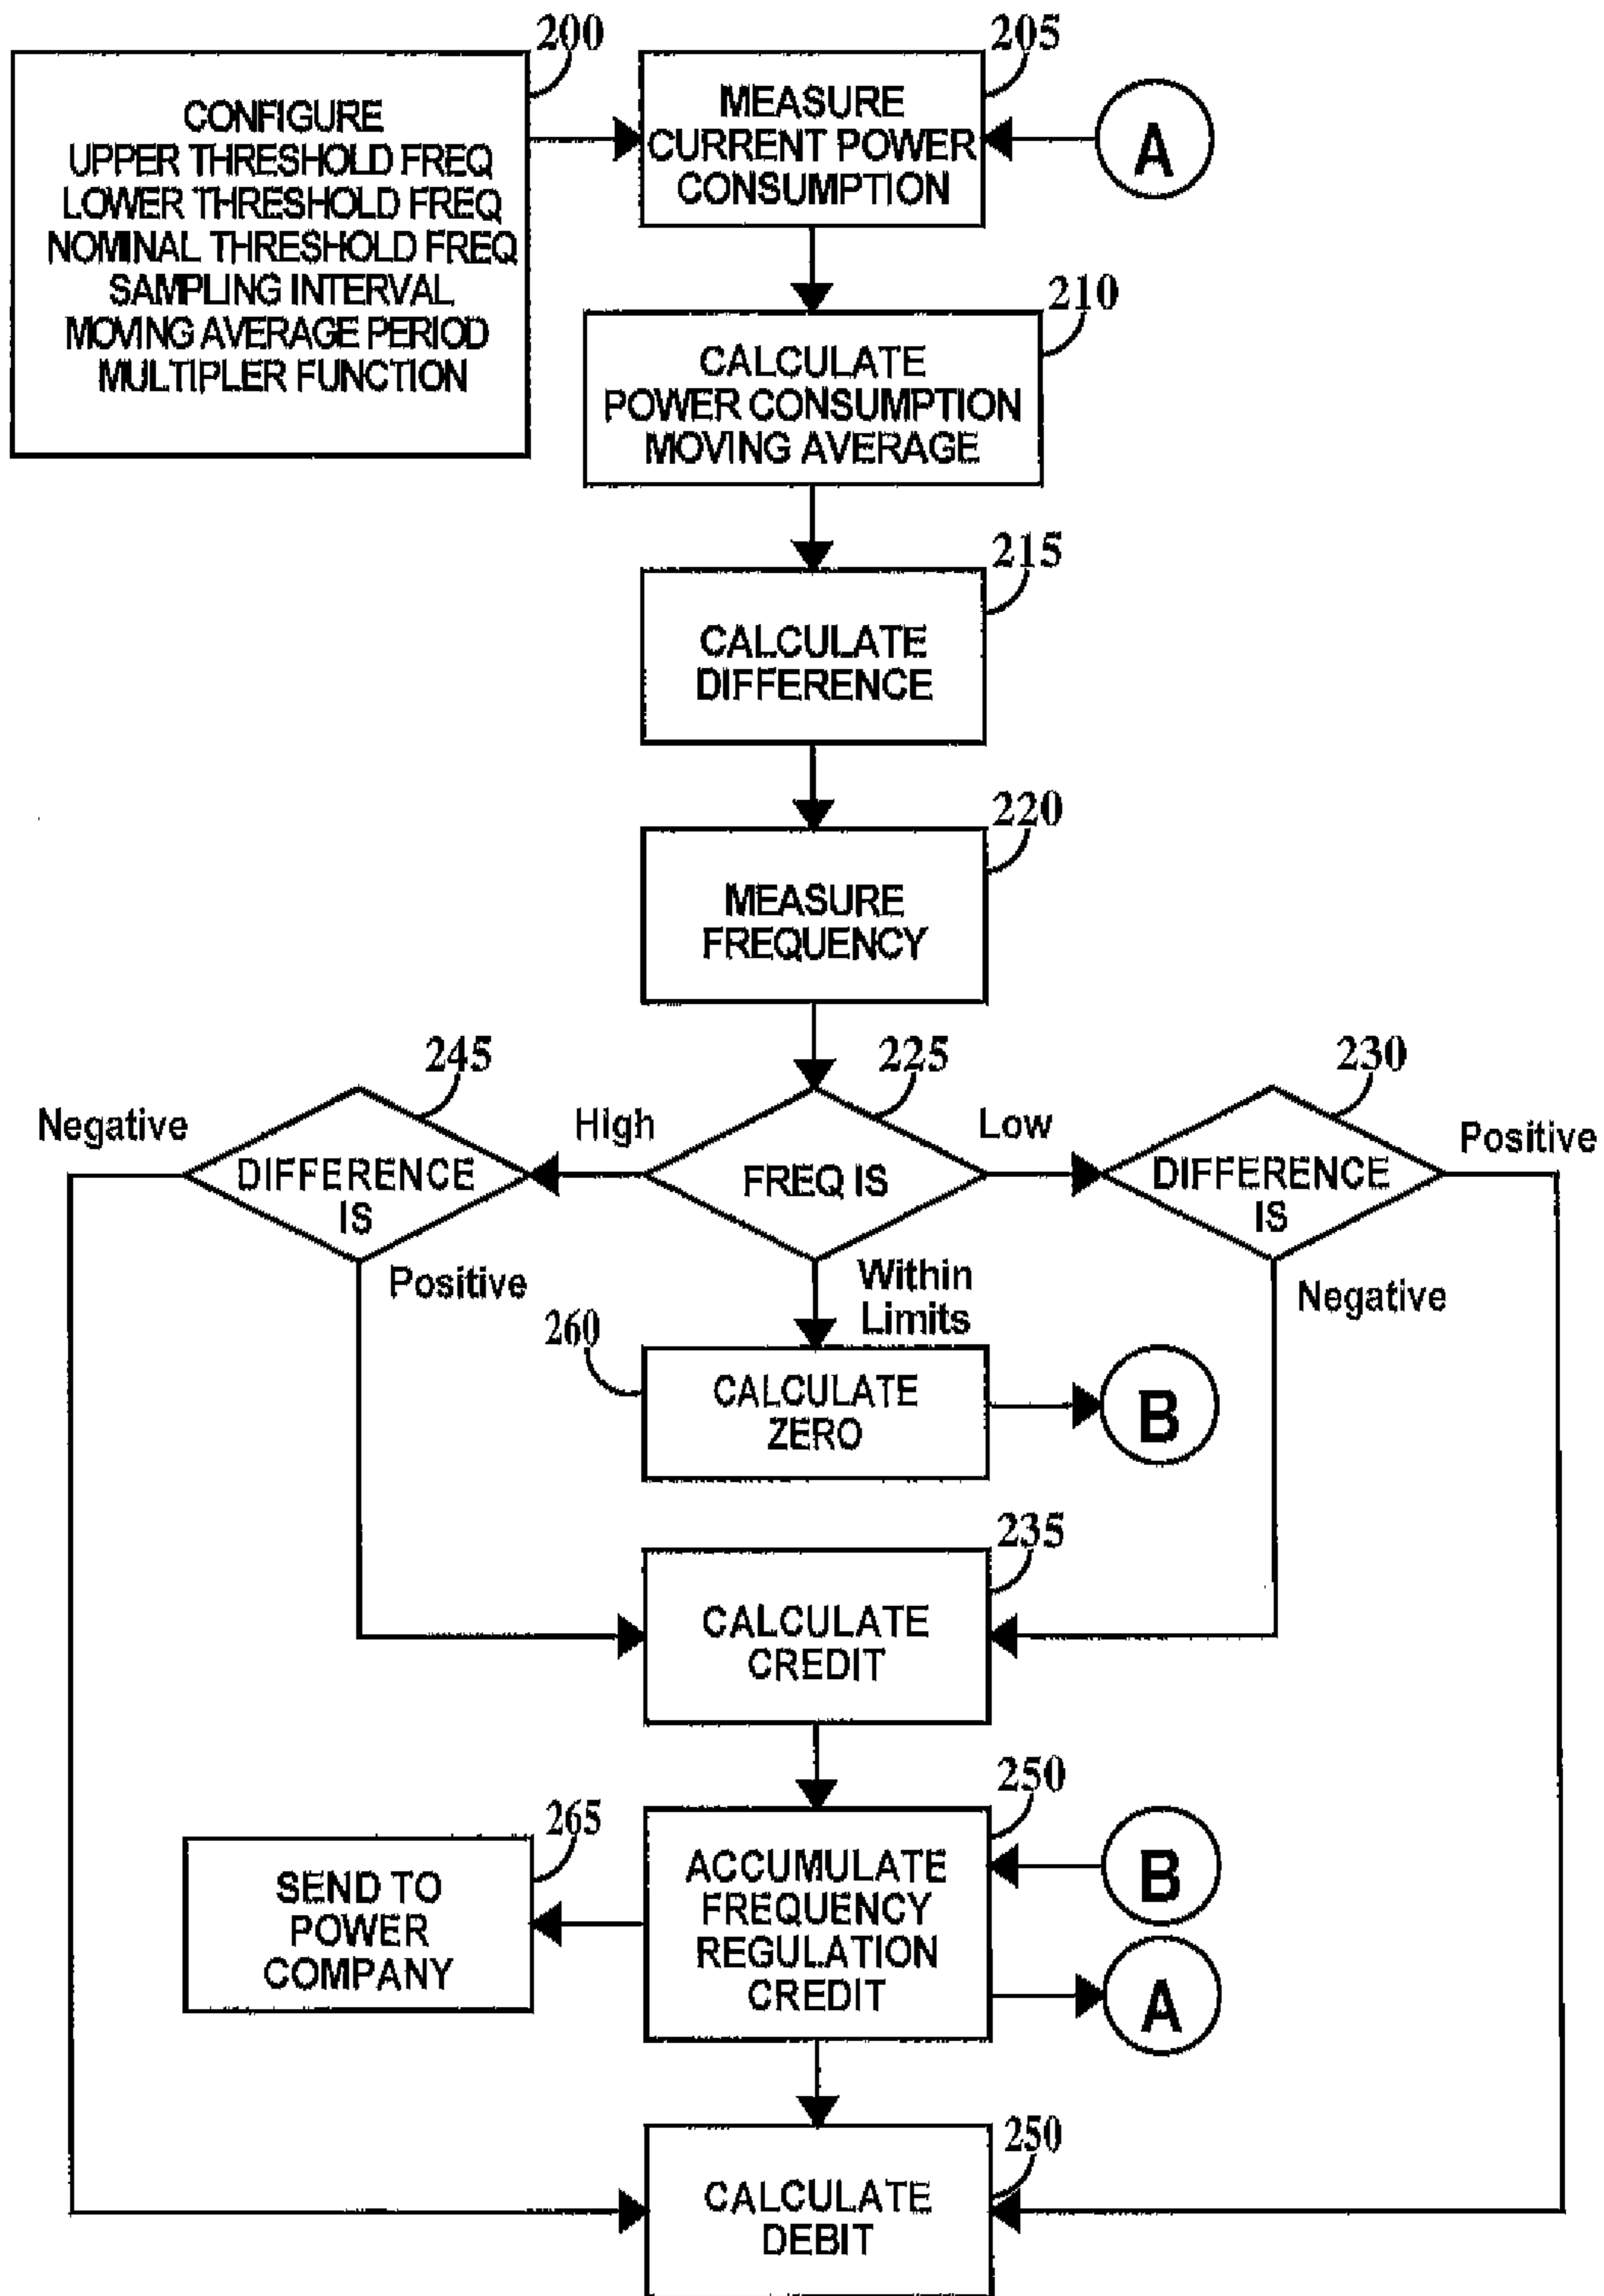 200
CONFIGURE
UPPER THRESHOLD FREQ
LOWER THRESHOLD FREQ
NOMINAL THRESHOLD FREQ
SAMPLING INTERVAL
MOVING AVERAGE PERIOD
MULTIPLER FUNCTION
205
MEASURE
CURRENT POWER
CONSUMPTION
A
210
CALCULATE
POWER CONSUMPTION
MOVING AVERAGE
215
CALCULATE
DIFFERENCE
220
MEASURE
FREQUENCY
245
Negative
DIFFERENCE
IS
Positive
High
225
FREQ IS
Low
Within
Limits
230
DIFFERENCE
IS
Positive
Negative
260
CALCULATE
ZERO
B
235
CALCULATE
CREDIT
250
ACCUMULATE
FREQUENCY
REGULATION
CREDIT
B
A
265
SEND TO
POWER
COMPANY
250
CALCULATE
DEBIT